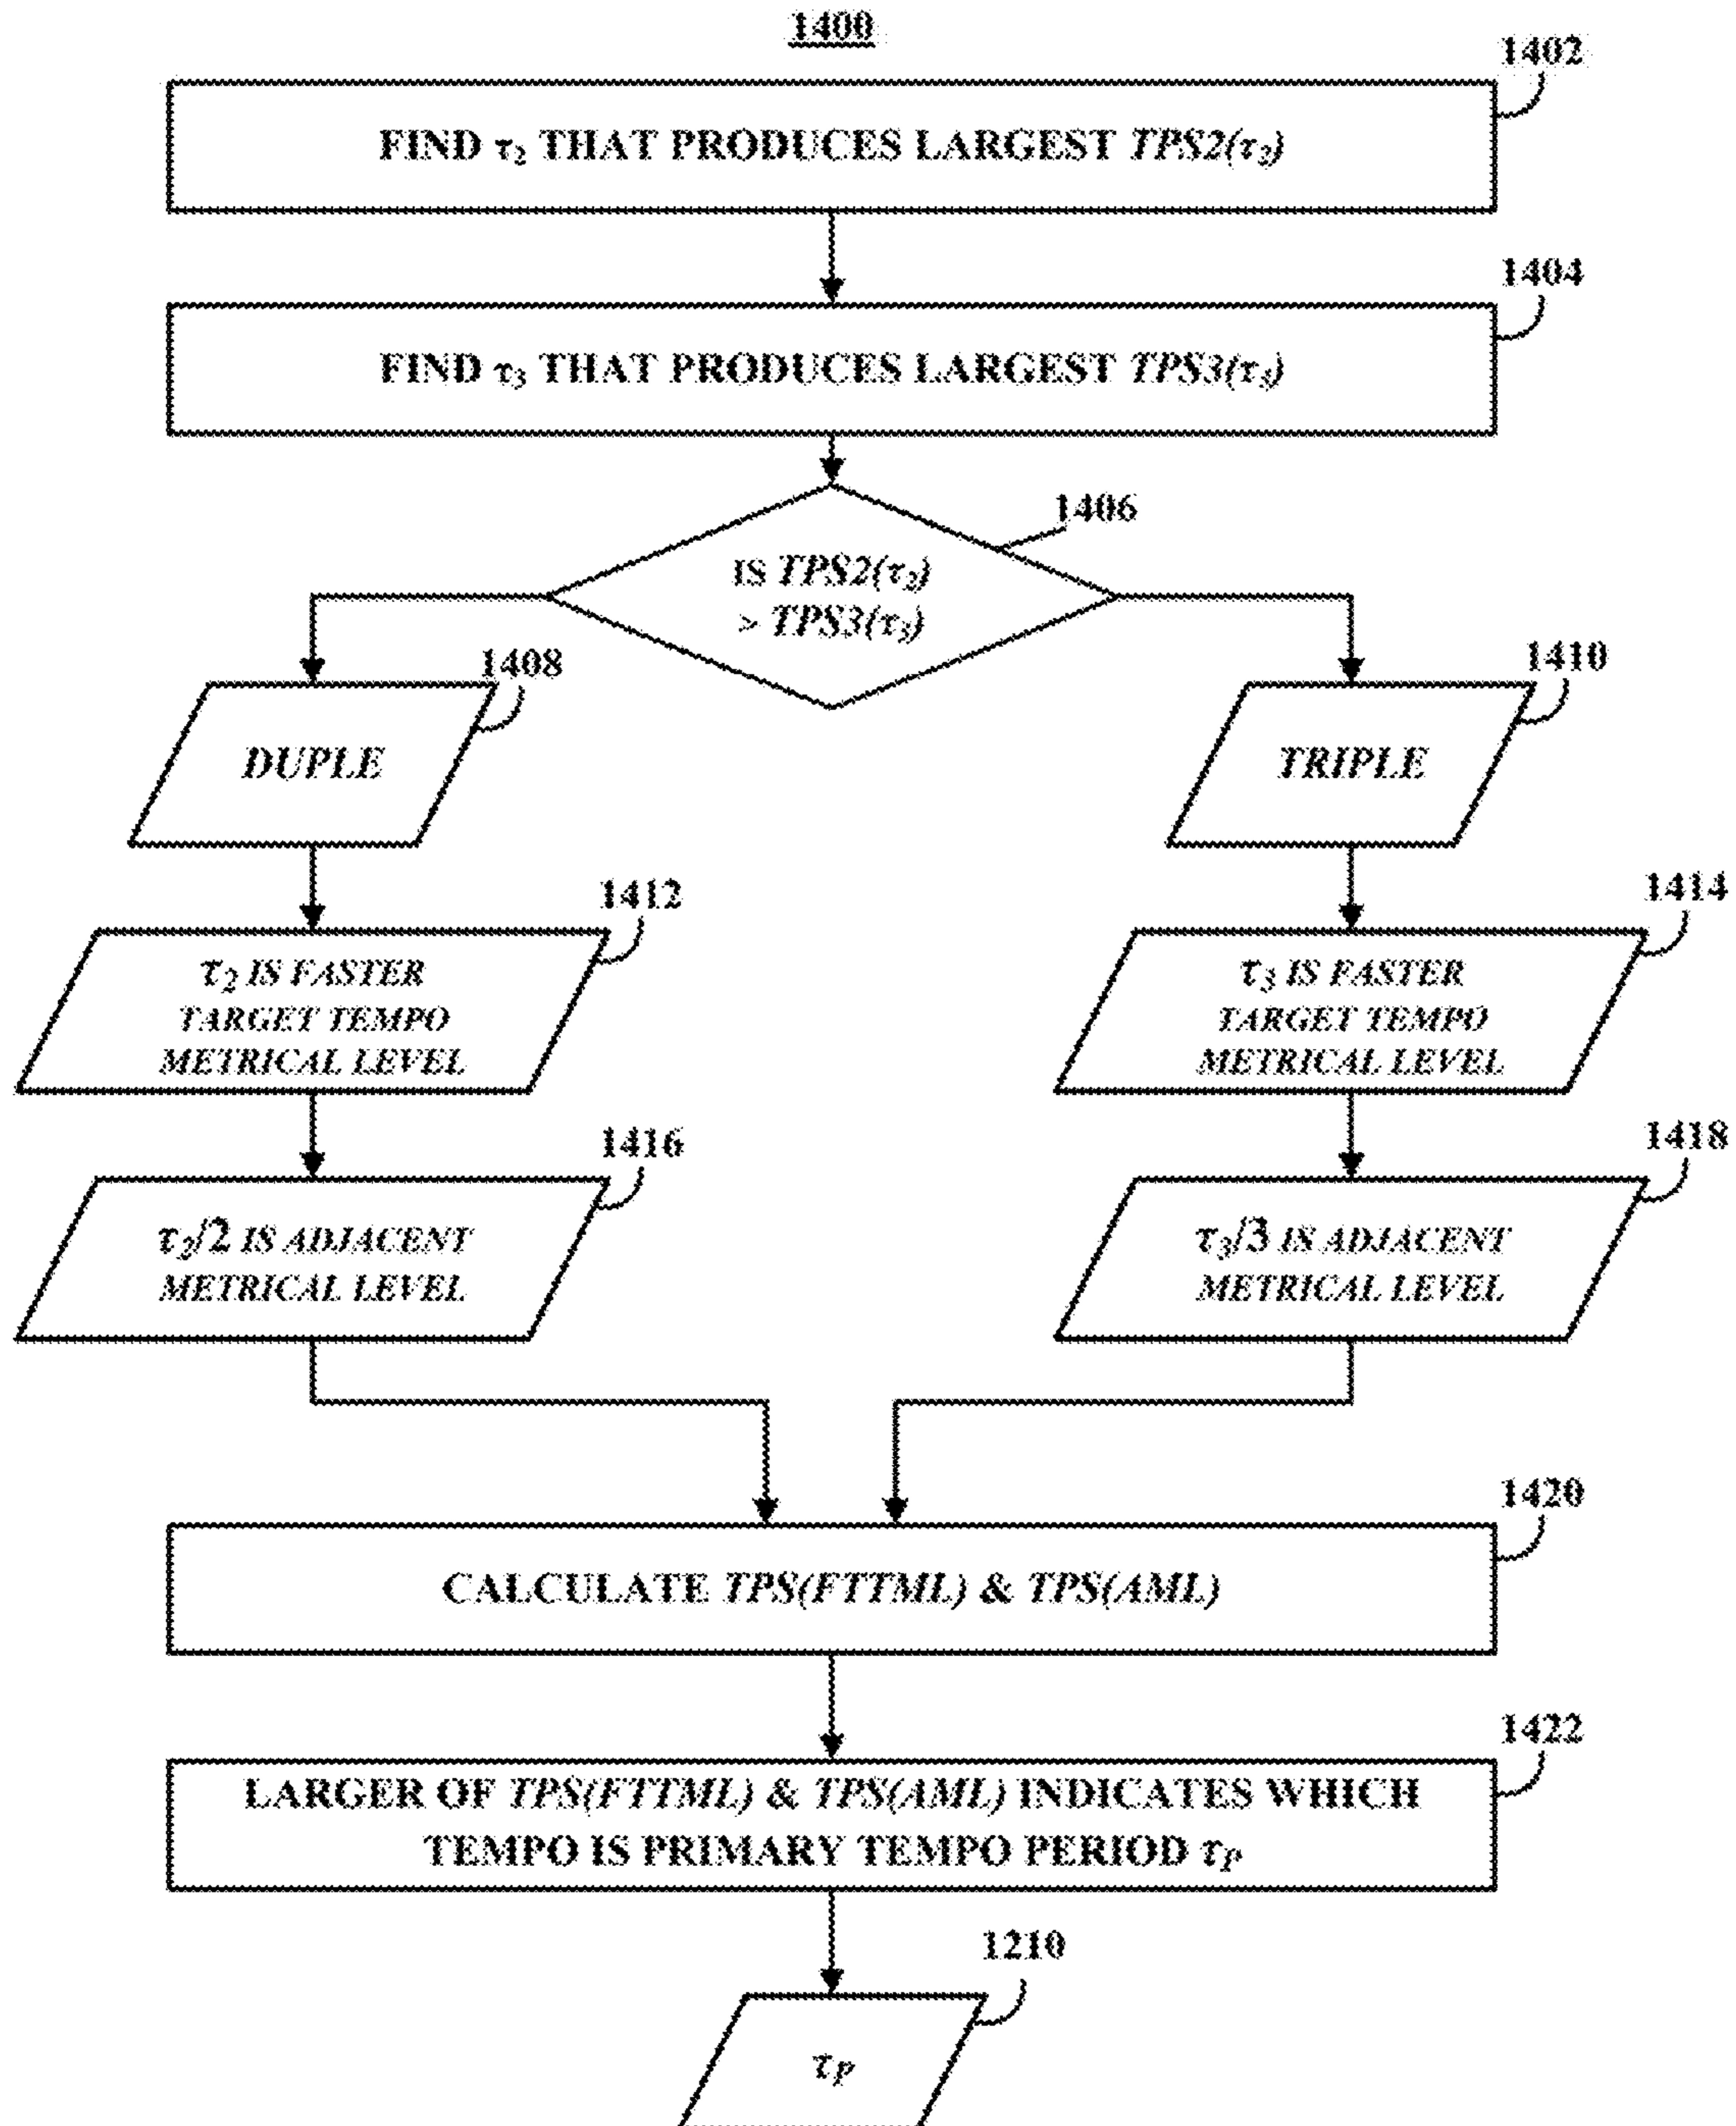 1400
1402
FIND τ₂ THAT PRODUCES LARGEST TPS2(τ₂)
1404
FIND τ₃ THAT PRODUCES LARGEST TPS3(τ₃)
1406
IS TPS2(τ₂)
> TPS3(τ₃)
1408
DUPLE
1410
TRIPLE
1412
τ₂ IS FASTER
TARGET TEMPO
METRICAL LEVEL
1414
τ₃ IS FASTER
TARGET TEMPO
METRICAL LEVEL
1416
τ₂/2 IS ADJACENT
METRICAL LEVEL
1418
τ₃/3 IS ADJACENT
METRICAL LEVEL
1420
CALCULATE TPS(FTTML) & TPS(AML)
1422
LARGER OF TPS(FTTML) & TPS(AML) INDICATES WHICH
TEMPO IS PRIMARY TEMPO PERIOD τP
1210
τP